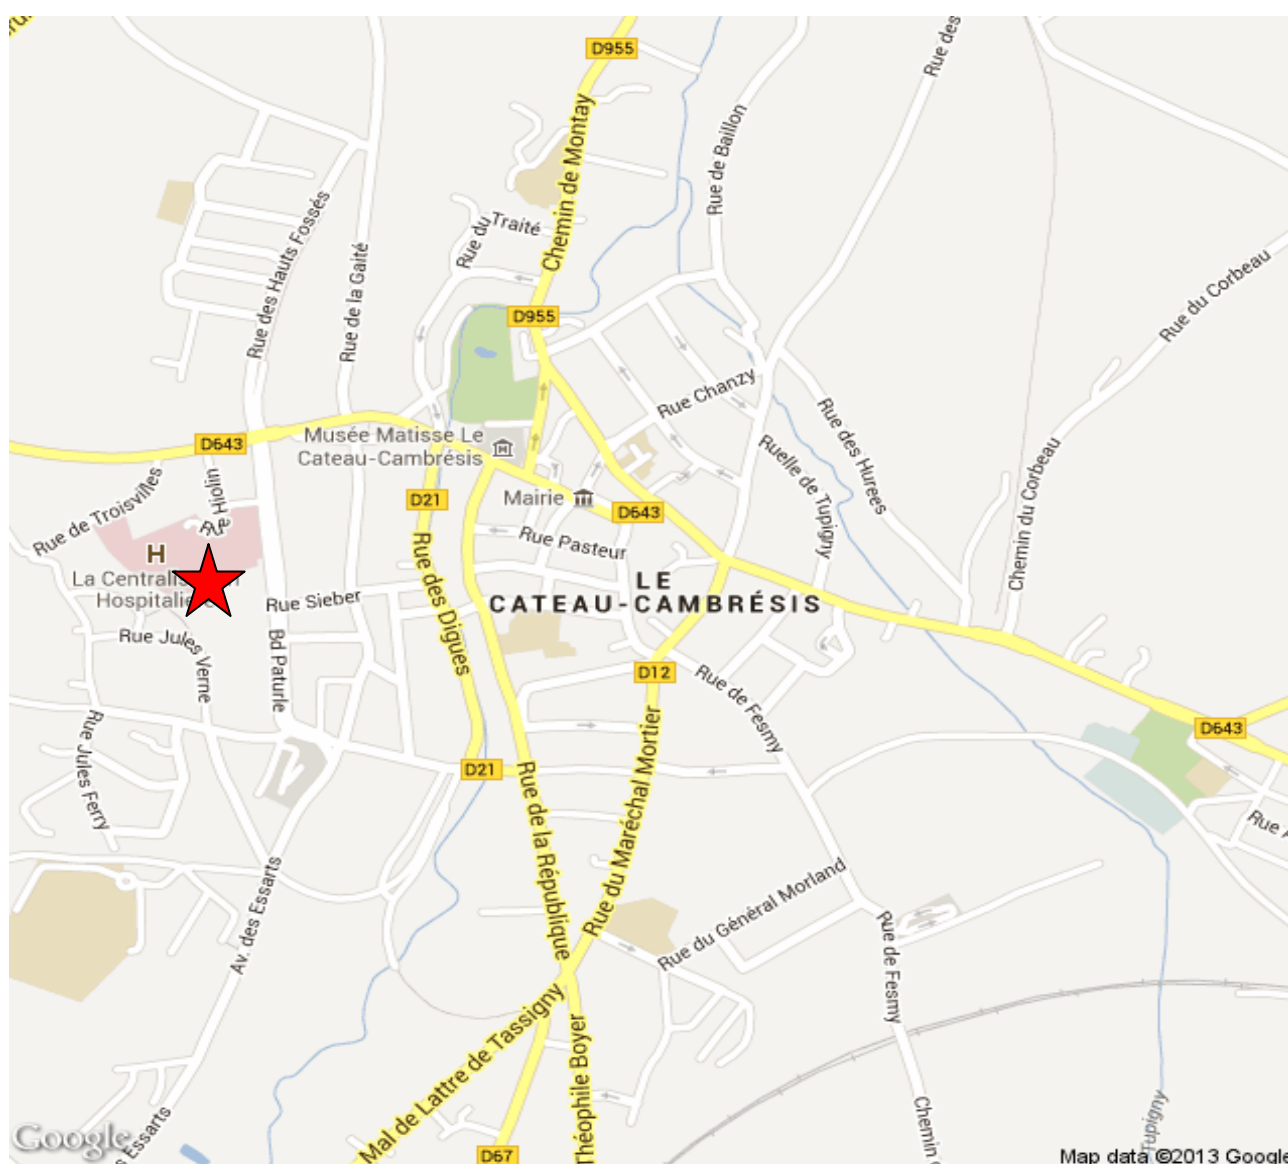 D955
Rue des
Chemin de Montay
Rue de Baillon
Rue du Traité
Rue des Hauts Fossés
Rue de la Gaité
Rue du Corbeau
D955
Rue Chanzy
Rue des Hurees
Ruelle de Tupigny
Chemin du Corbeau
D643
Musée Matisse Le
Cateau-Cambrésis
Rue de Troisvilles
Rue Hiolin
D21
Mairie
D643
Rue Pasteur
H
La Centralis
Hospitalie
Rue Sieber
LE
CATEAU-CAMBRÉSIS
Rue des Digues
Rue Jules Verne
Bd Paturle
D12
Rue de Fesmy
Rue Jules Ferry
D643
D21
Rue de la République
Rue du Maréchal Mortier
Rue
Av. des Essarts
Rue du Général Morland
Rue de Fesmy
Mal de Lattre de Tassigny
Théophile Boyer
Chemin
Tupigny
Essarts
D67
Google
Map data ©2013 Google